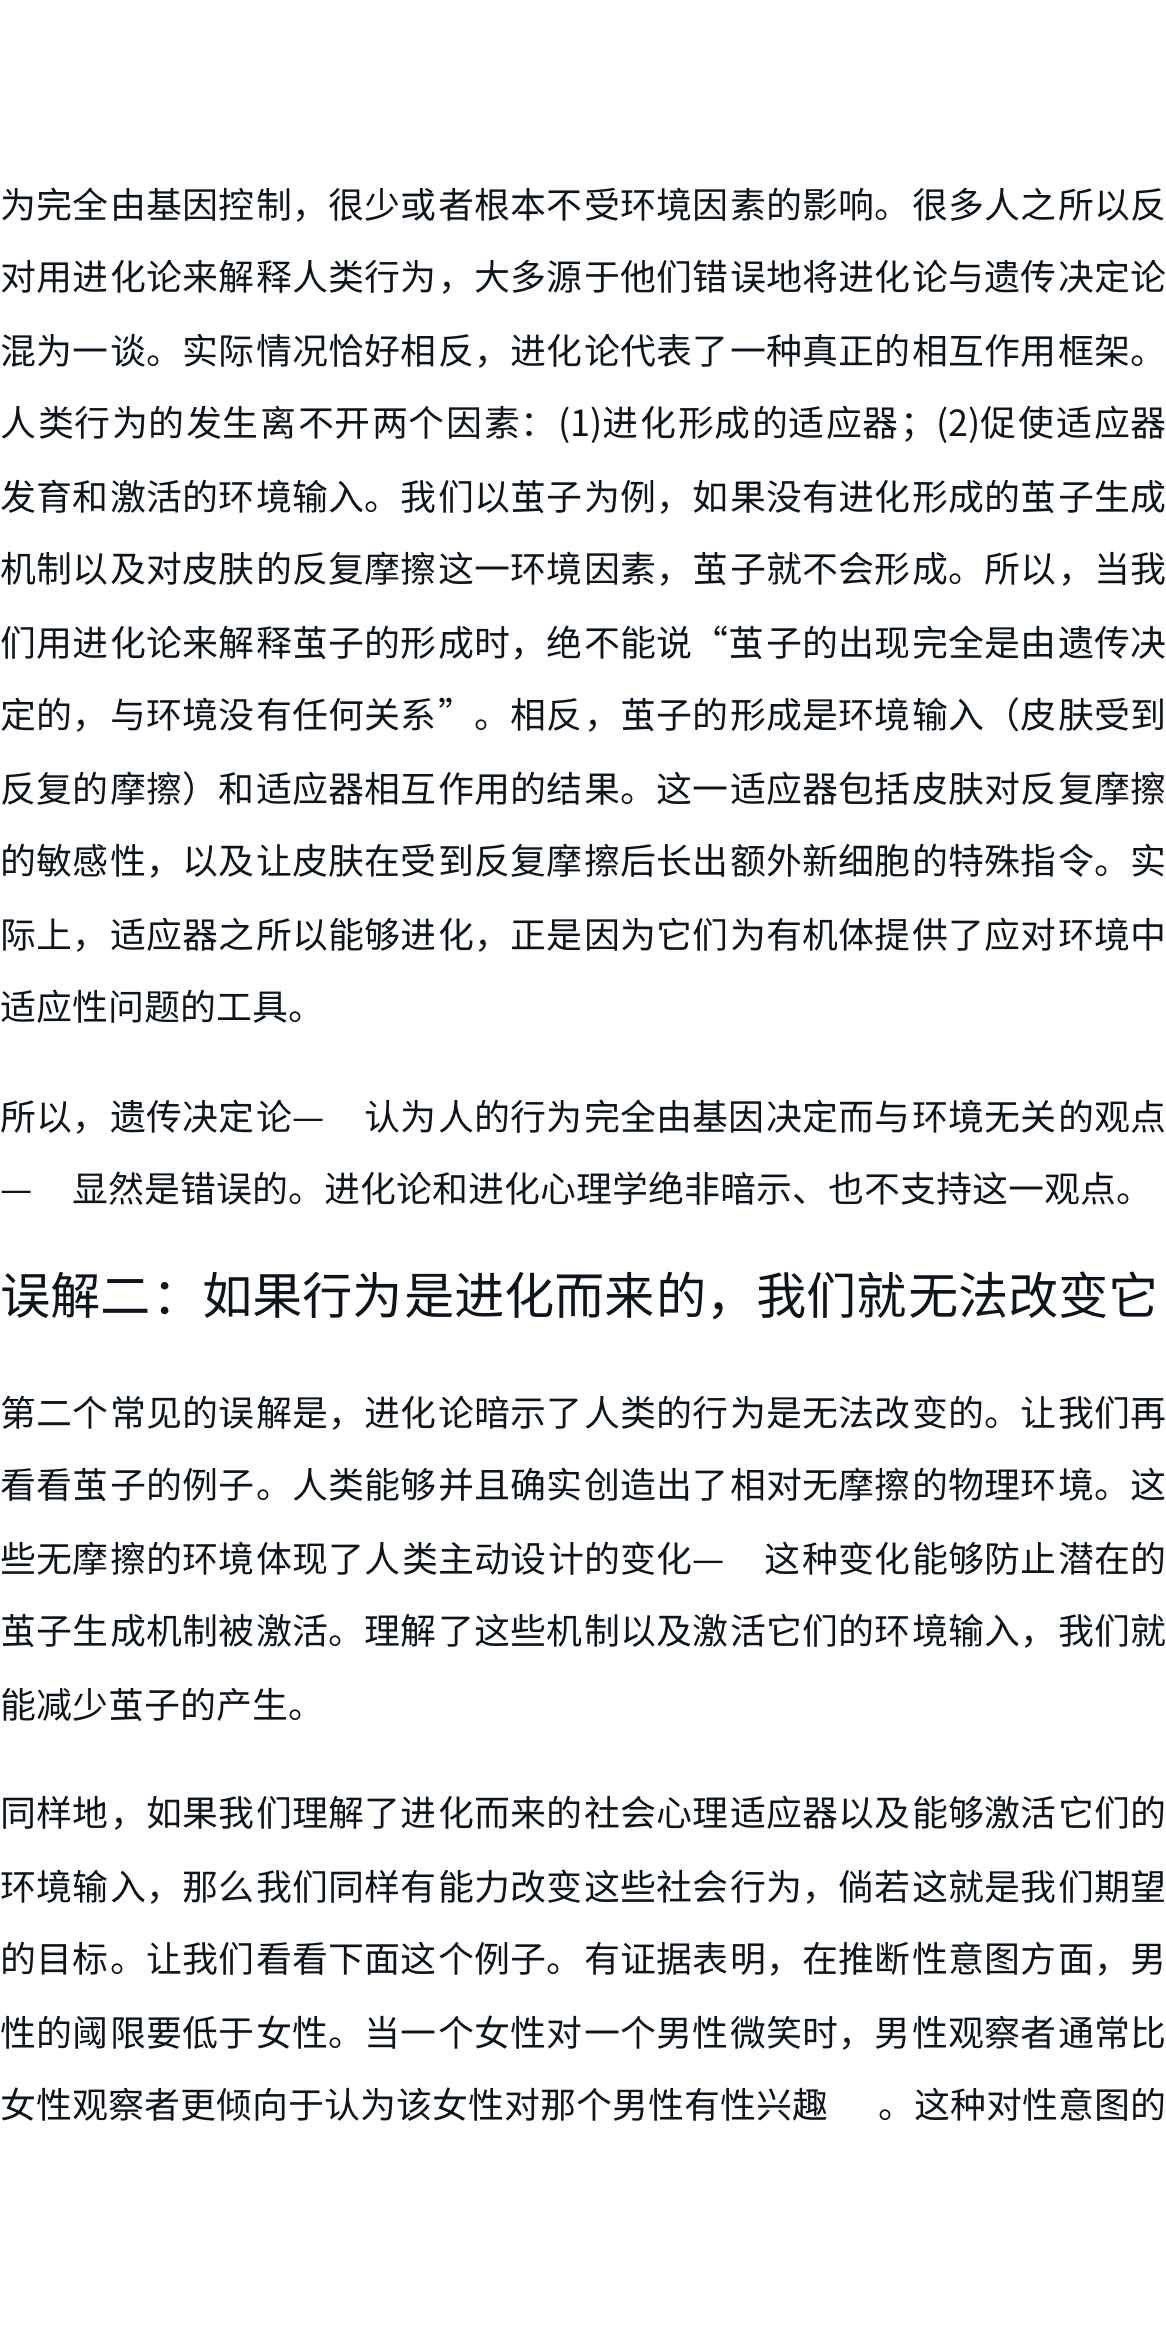 为完全由基因控制，很少或者根本不受环境因素的影响。很多人之所以反
对用进化论来解释人类行为，大多源于他们错误地将进化论与遗传决定论
混为一谈。实际情况恰好相反，进化论代表了一种真正的相互作用框架。
人类行为的发生离不开两个因素：(1)进化形成的适应器；(2)促使适应器
发育和激活的环境输入。我们以茧子为例，如果没有进化形成的茧子生成
机制以及对皮肤的反复摩擦这一环境因素，茧子就不会形成。所以，当我
们用进化论来解释茧子的形成时，绝不能说“茧子的出现完全是由遗传决
定的，与环境没有任何关系”。相反，茧子的形成是环境输入（皮肤受到
反复的摩擦）和适应器相互作用的结果。这一适应器包括皮肤对反复摩擦
的敏感性，以及让皮肤在受到反复摩擦后长出额外新细胞的特殊指令。实
际上，适应器之所以能够进化，正是因为它们为有机体提供了应对环境中
适应性问题的工具。
所以，遗传决定论— 认为人的行为完全由基因决定而与环境无关的观点
— 显然是错误的。进化论和进化心理学绝非暗示、也不支持这一观点。
误解二：如果行为是进化而来的，我们就无法改变它
第二个常见的误解是，进化论暗示了人类的行为是无法改变的。让我们再
看看茧子的例子。人类能够并且确实创造出了相对无摩擦的物理环境。这
些无摩擦的环境体现了人类主动设计的变化— 这种变化能够防止潜在的
茧子生成机制被激活。理解了这些机制以及激活它们的环境输入，我们就
能减少茧子的产生。
同样地，如果我们理解了进化而来的社会心理适应器以及能够激活它们的
环境输入，那么我们同样有能力改变这些社会行为，倘若这就是我们期望
的目标。让我们看看下面这个例子。有证据表明，在推断性意图方面，男
性的阈限要低于女性。当一个女性对一个男性微笑时，男性观察者通常比
女性观察者更倾向于认为该女性对那个男性有性兴趣 。这种对性意图的